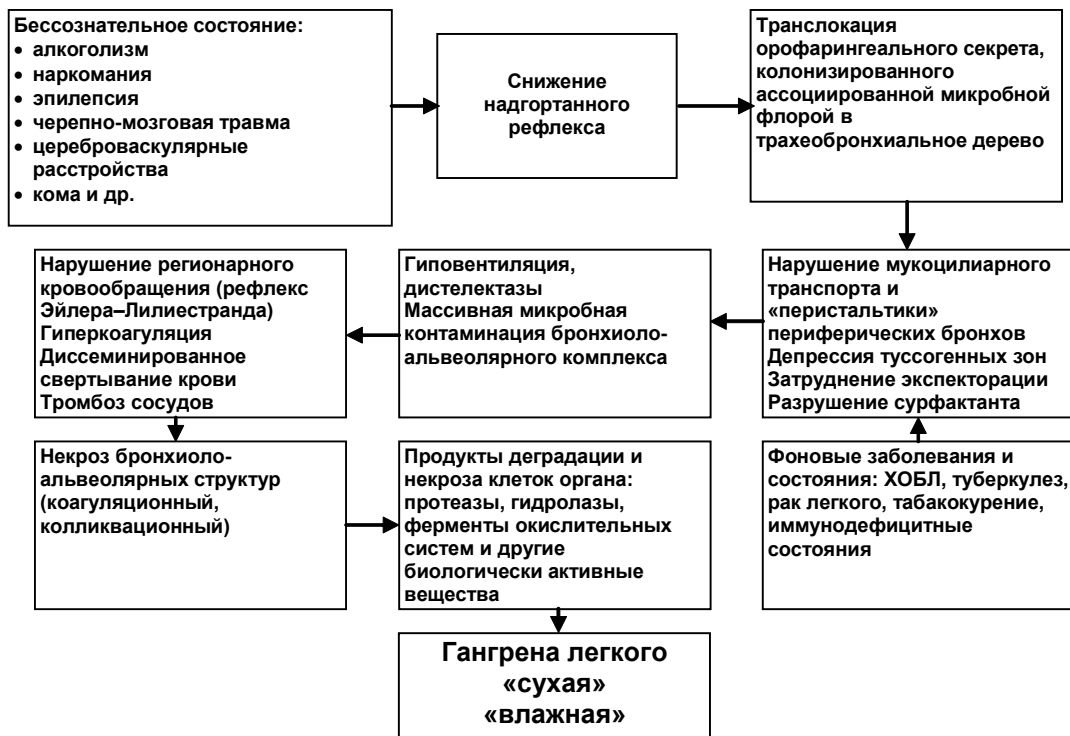 Бессознательное состояние:
• алкоголизм
• наркомания
• эпилепсия
• черепно-мозговая травма
• цереброваскулярные
расстройства
• кома и др.
Снижение
надгортанного
рефлекса
Транслокация
орофарингеального секрета,
колонизированного
ассоциированной микробной
флорой в
трахеобронхиальное дерево
Нарушение мукоцилиарного
транспорта и
«перистальтики»
периферических бронхов
Депрессия туссогенных зон
Затруднение экспекторации
Разрушение сурфактанта
Фоновые заболевания и
состояния: ХОБЛ, туберкулез,
рак легкого, табакокурение,
иммунодефицитные
состояния
Гиповентиляция,
дистелектазы
Массивная микробная
контаминация бронхиоло-
альвеолярного комплекса
Нарушение регионарного
кровообращения (рефлекс
Эйлера–Лилиестранда)
Гиперкоагуляция
Диссеминированное
свертывание крови
Тромбоз сосудов
Некроз бронхиоло-
альвеолярных структур
(коагуляционный,
колликвационный)
Продукты деградации и
некроза клеток органа:
протеазы, гидролазы,
ферменты окислительных
систем и другие
биологически активные
вещества
Гангрена легкого
«сухая»
«влажная»